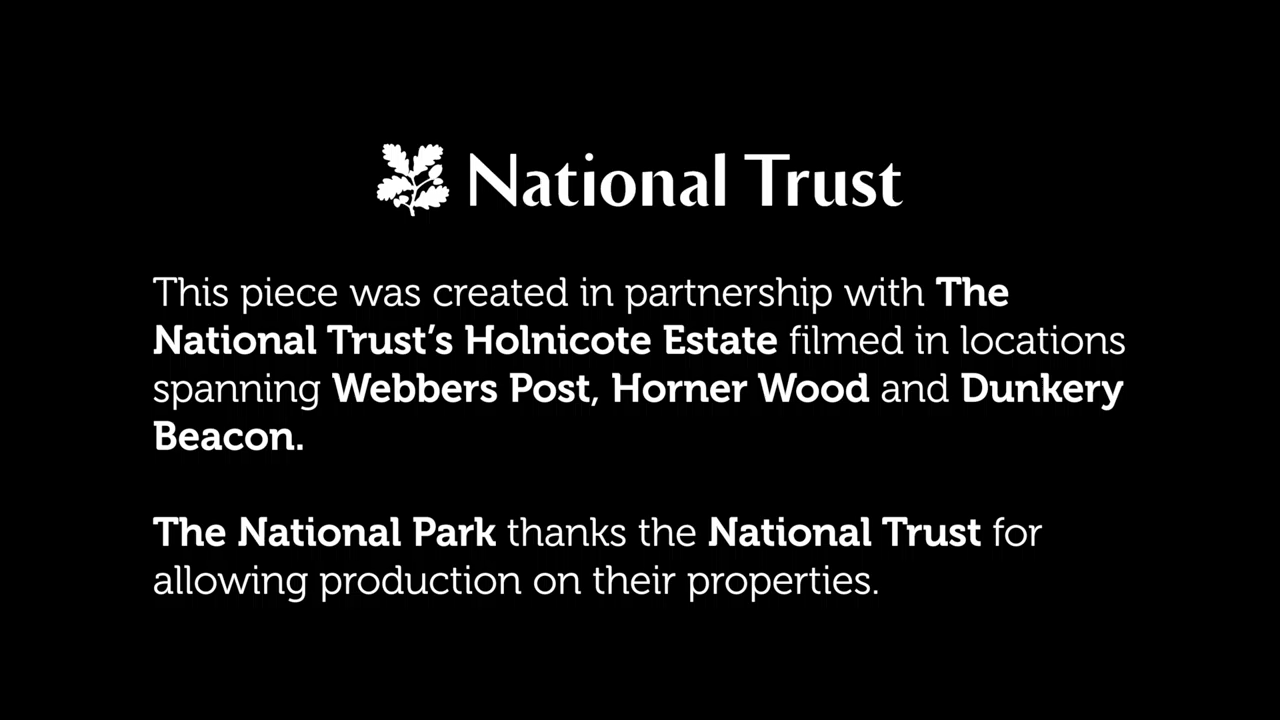 National Trust
This piece was created in partnership with The
National Trust’s Holnicote Estate filmed in locations
spanning Webbers Post, Horner Wood and Dunkery
Beacon.
The National Park thanks the National Trust for
allowing production on their properties.